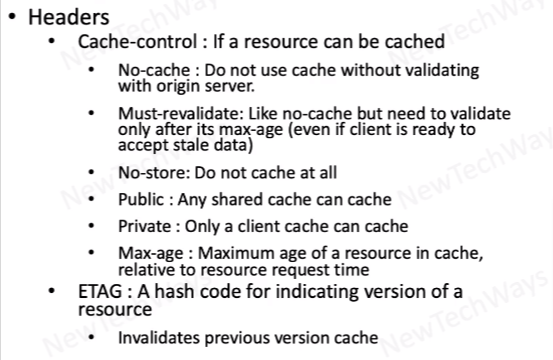 • Headers
• Cache-control : If a resource can be cached
• No-cache : Do not use cache without validating
with origin server.
• Must-revalidate: Like no-cache but need to validate
only after its max-age (even if client is ready to
accept stale data)
• No-store: Do not cache at all
• Public : Any shared cache can cache
• Private : Only a client cache can cache
• Max-age : Maximum age of a resource in cache,
relative to resource request time
• ETAG : A hash code for indicating version of a
resource
• Invalidates previous version cache
NewTechWays
NewTechWays
NewTechWays
NewTechWays
NewTechWays